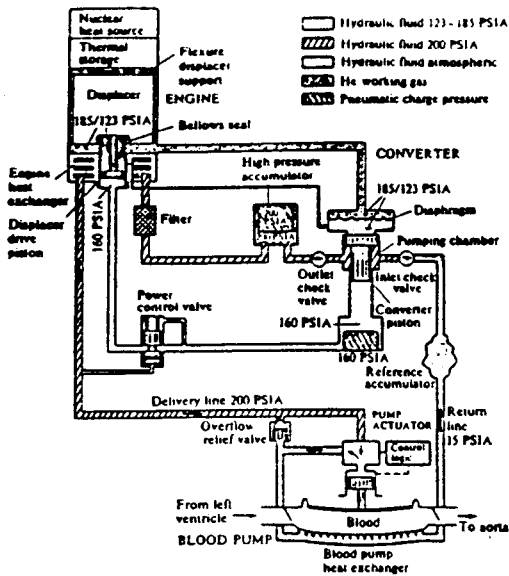 Nuclear
heat source
Thermal
storage
Displacer
185/123 PSIA
Flexure
displacer
support
ENGINE
Bellows seal
Engine
heat
exchanger
Displacer
drive
piston
160 PSIA
Filter
Hydraulic fluid 123-185 PSIA
Hydraulic fluid 200 PSIA
Hydraulic fluid atmospheric
He working gas
Pneumatic charge pressure
High pressure
accumulator
CONVERTER
185/123 PSIA
Diaphragm
Pumping chamber
Outlet
check
valve
Inlet check
valve
Converter
piston
160 PSIA
160 PSIA
Reference
accumulator
Power
control valve
Delivery line 200 PSIA
Overflow
relief valve
PUMP
ACTUATOR
Control
logic
Return
line
15 PSIA
From left
ventricle
Blood
To aorta
BLOOD PUMP
Blood pump
heat exchanger